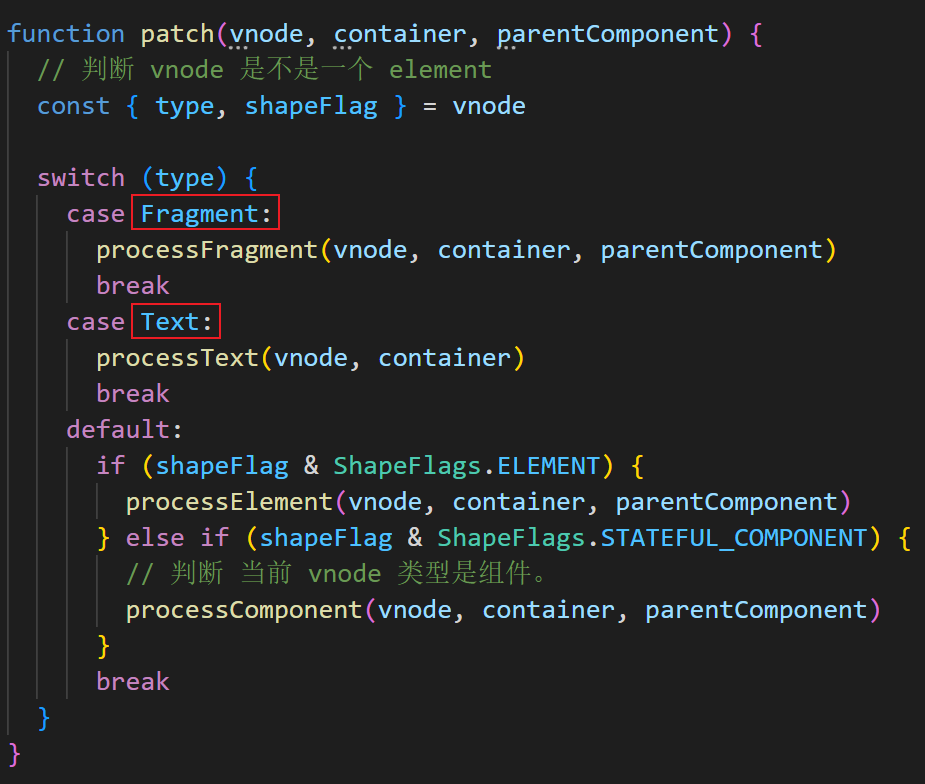 function patch(vnode, container, parentComponent) {
  // 判断 vnode 是不是一个 element
  const { type, shapeFlag } = vnode

  switch (type) {
    case Fragment:
      processFragment(vnode, container, parentComponent)
      break
    case Text:
      processText(vnode, container)
      break
    default:
      if (shapeFlag & ShapeFlags.ELEMENT) {
        processElement(vnode, container, parentComponent)
      } else if (shapeFlag & ShapeFlags.STATEFUL_COMPONENT) {
        // 判断 当前 vnode 类型是组件。
        processComponent(vnode, container, parentComponent)
      }
      break
  }
}